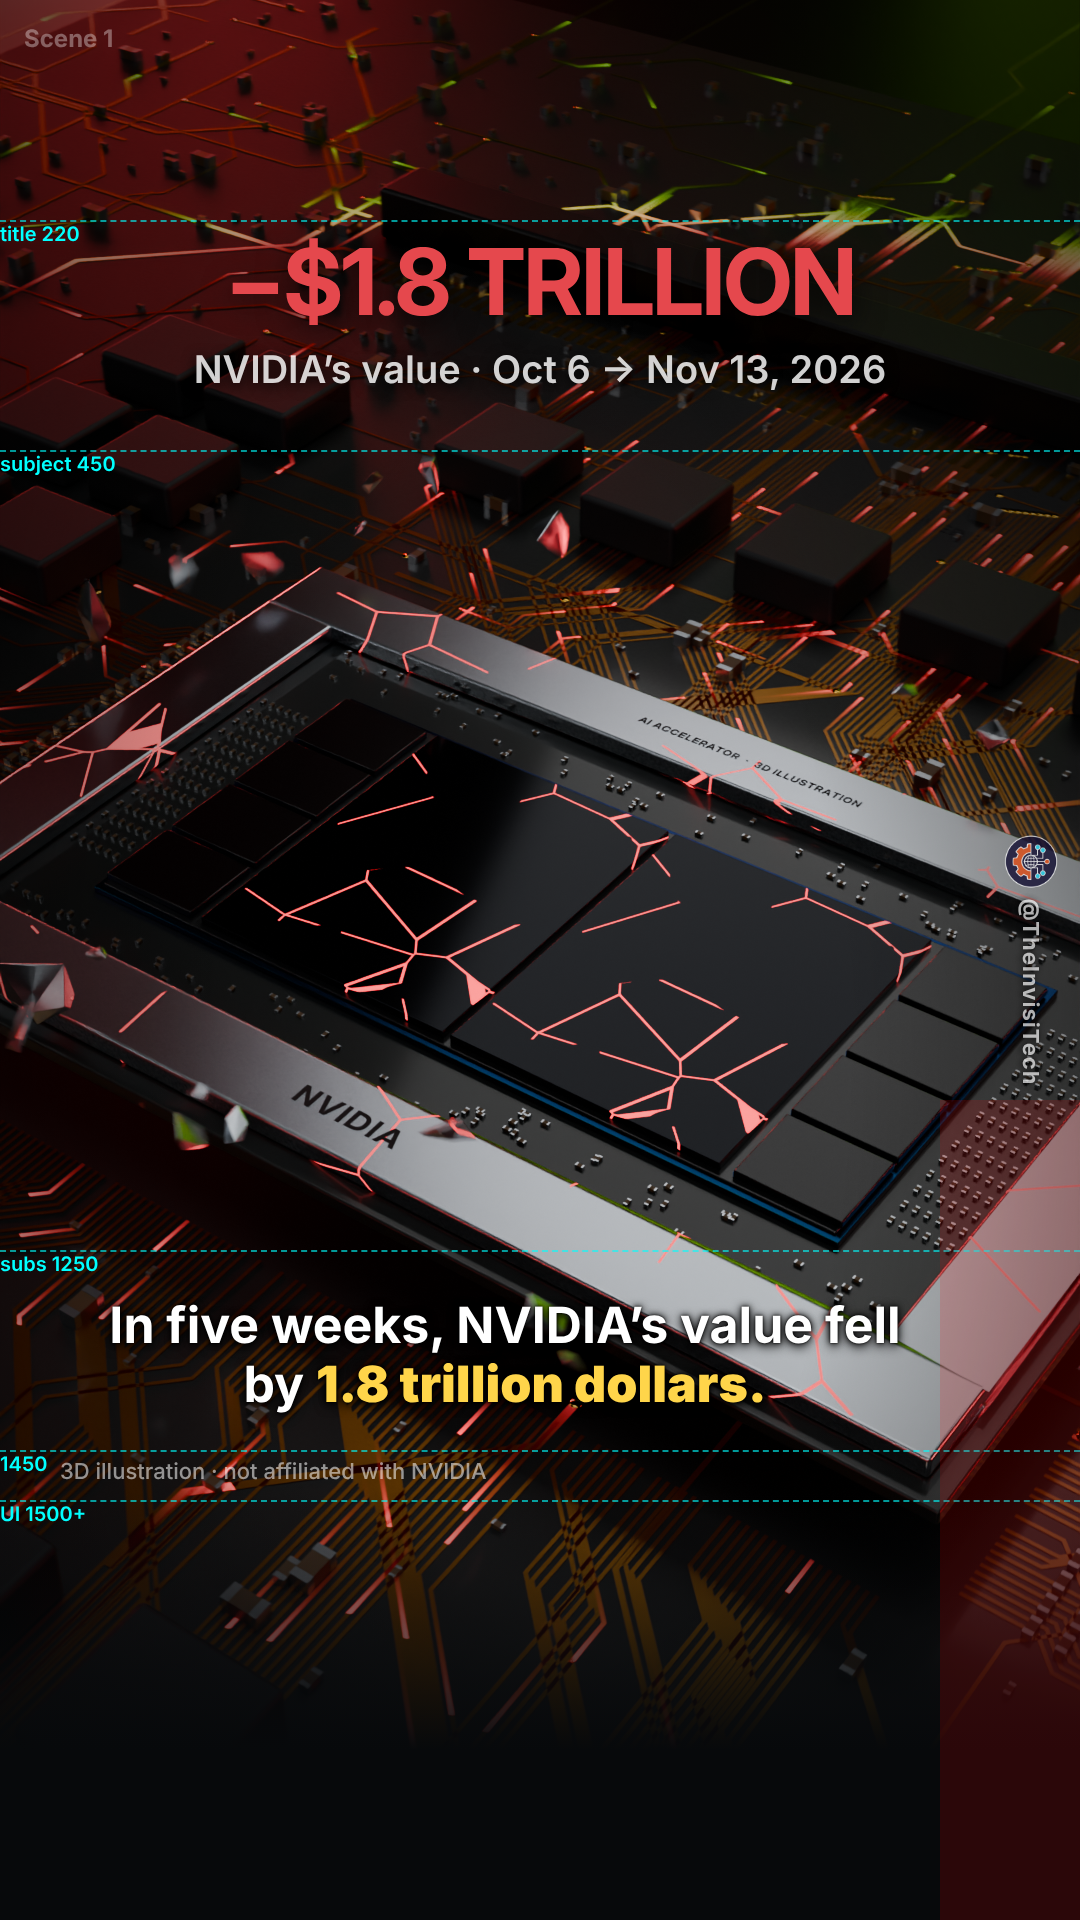 Scene 1
title 220
–$1.8 TRILLION
NVIDIA’s value · Oct 6 → Nov 13, 2026
subject 450
AI ACCELERATOR · 3D ILLUSTRATION
@TheInvisiTech
NVIDIA
subs 1250
In five weeks, NVIDIA’s value fell
by 1.8 trillion dollars.
1450
3D illustration · not affiliated with NVIDIA
UI 1500+